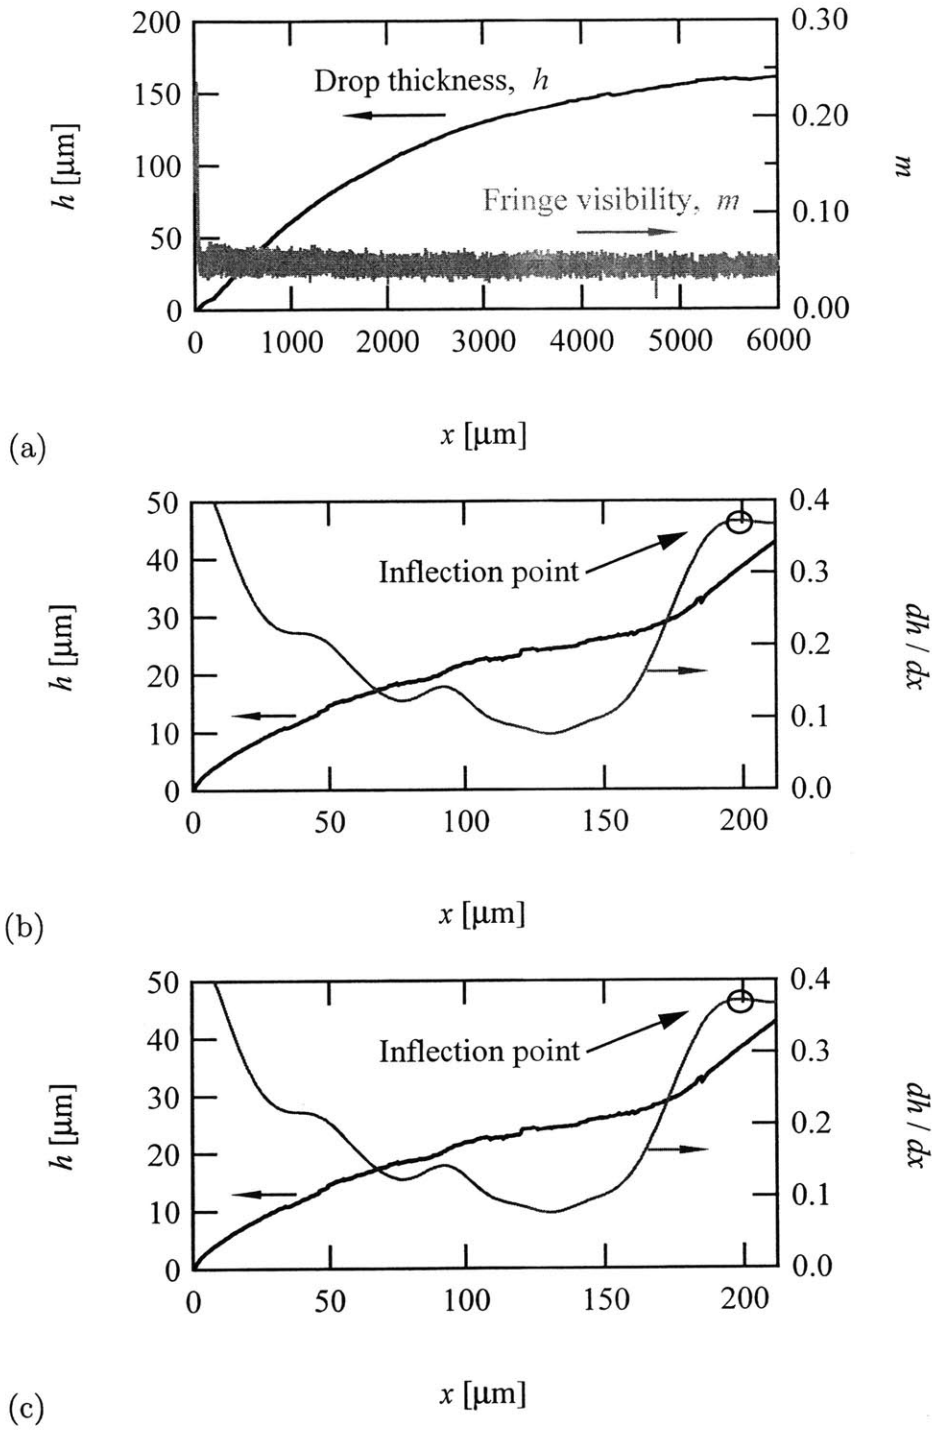 200
150
100
50
0
h [µm]
Drop thickness, h
Fringe visibility, m
0.30
0.20
0.10
0.00
m
0 1000 2000 3000 4000 5000 6000
x [µm]
(a)
50
40
30
20
10
0
h [µm]
Inflection point
0.4
0.3
0.2
0.1
0.0
dh / dx
0 50 100 150 200
x [µm]
(b)
50
40
30
20
10
0
h [µm]
Inflection point
0.4
0.3
0.2
0.1
0.0
dh / dx
0 50 100 150 200
x [µm]
(c)